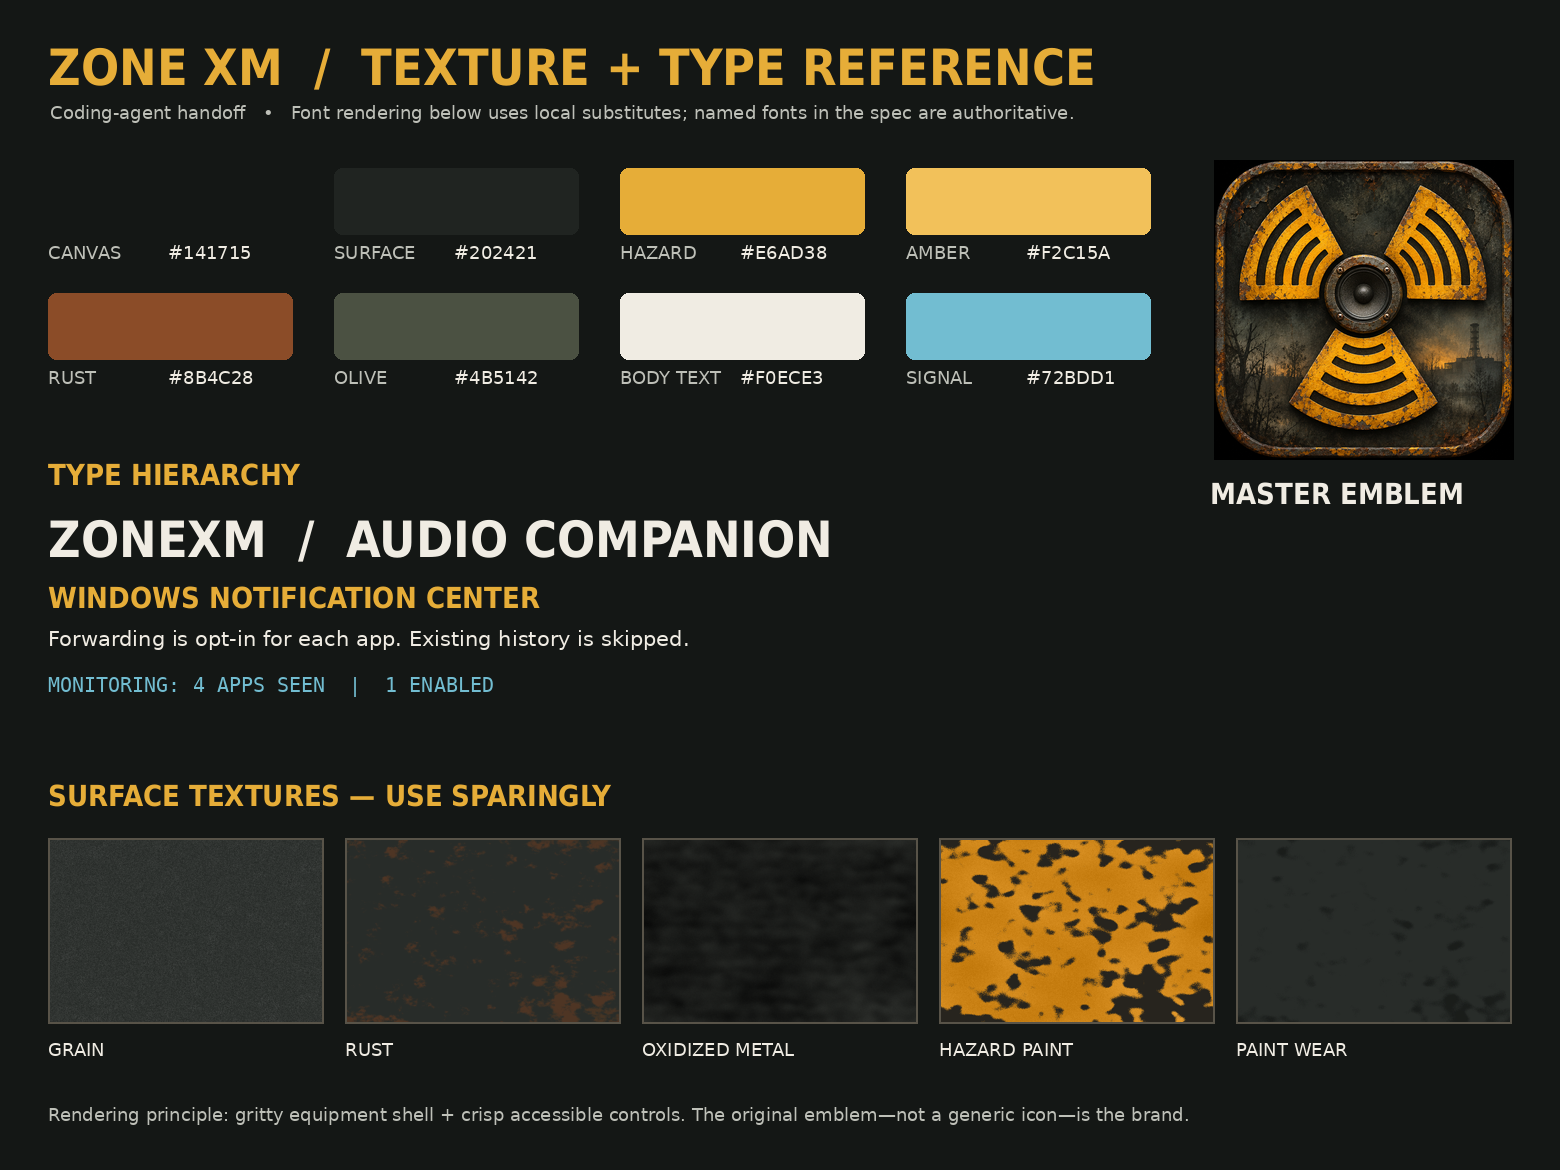 ZONE XM / TEXTURE + TYPE REFERENCE
Coding-agent handoff • Font rendering below uses local substitutes; named fonts in the spec are authoritative.
CANVAS #141715 SURFACE #202421 HAZARD #E6AD38 AMBER #F2C15A
RUST #8B4C28 OLIVE #4B5142 BODY TEXT #F0ECE3 SIGNAL #72BDD1
MASTER EMBLEM
TYPE HIERARCHY
ZONEXM / AUDIO COMPANION
WINDOWS NOTIFICATION CENTER
Forwarding is opt-in for each app. Existing history is skipped.
MONITORING: 4 APPS SEEN | 1 ENABLED
SURFACE TEXTURES — USE SPARINGLY
GRAIN RUST OXIDIZED METAL HAZARD PAINT PAINT WEAR
Rendering principle: gritty equipment shell + crisp accessible controls. The original emblem—not a generic icon—is the brand.